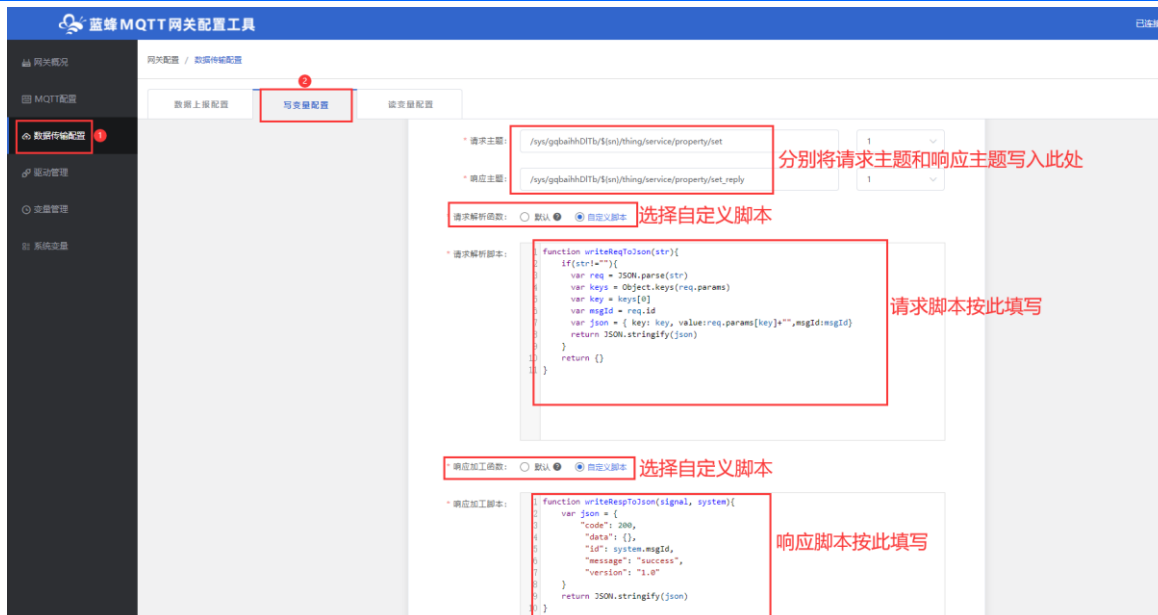 蓝蜂MQTT网关配置工具
已连接
网关概况
MQTT配置
数据传输配置 1
驱动管理
变量管理
系统变量
网关配置 / 数据传输配置
2
数据上报配置 写变量配置 读变量配置
* 请求主题: /sys/gqbaihhDlTb/${sn}/thing/service/property/set 1
分别将请求主题和响应主题写入此处
* 响应主题: /sys/gqbaihhDlTb/${sn}/thing/service/property/set_reply 1
* 请求解析函数: 默认 自定义脚本 选择自定义脚本
* 请求解析脚本:
1 function writeReqToJson(str){
2 if(str!=""){
3 var req = JSON.parse(str)
4 var keys = Object.keys(req.params)
5 var key = keys[0]
6 var msgId = req.id
7 var json = { key: key, value:req.params[key]+"",msgId:msgId}
8 return JSON.stringify(json)
9 }
10 return {}
11 }
请求脚本按此填写
* 响应加工函数: 默认 自定义脚本 选择自定义脚本
* 响应加工脚本:
1 function writeRespToJson(signal, system){
2 var json = {
3 "code": 200,
4 "data": {},
5 "id": system.msgId,
6 "message": "success",
7 "version": "1.0"
8 }
9 return JSON.stringify(json)
10 }
响应脚本按此填写